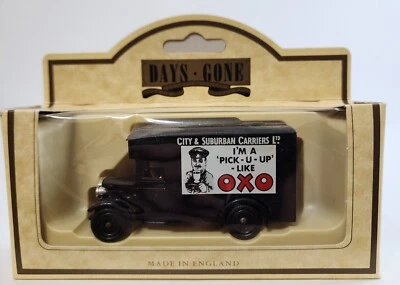 DAYS · GONE
CITY & SUBURBAN CARRIERS LTD
I'M A
'PICK-U-UP'
-LIKE
OXO
MADE IN ENGLAND